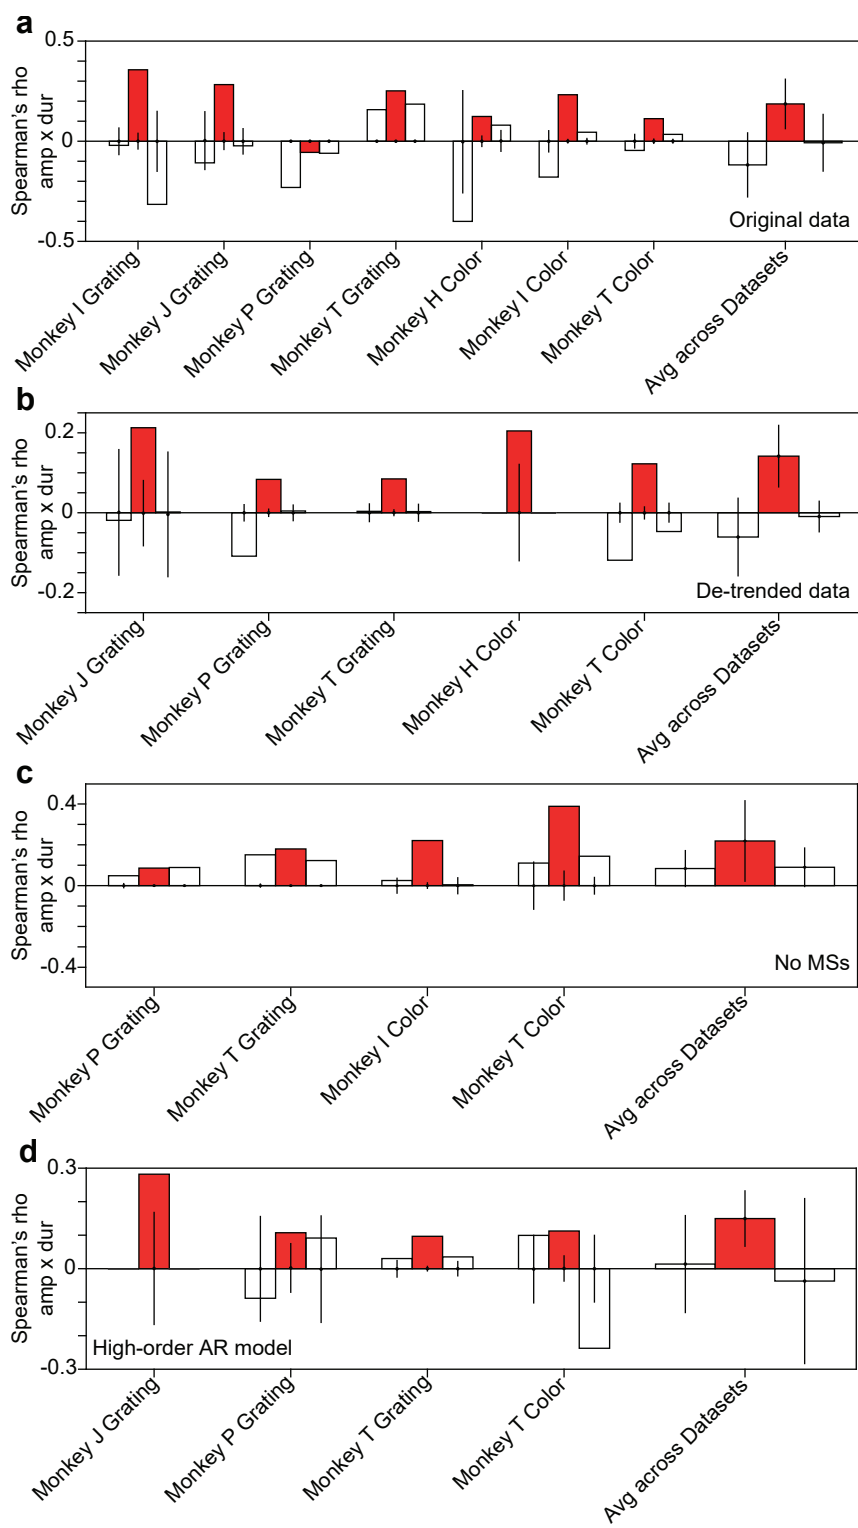 a
0.5
0
-0.5
Spearman's rho
amp x dur
Original data
Monkey I Grating
Monkey J Grating
Monkey P Grating
Monkey T Grating
Monkey H Color
Monkey I Color
Monkey T Color
Avg across Datasets
b
0.2
0
-0.2
Spearman's rho
amp x dur
De-trended data
Monkey J Grating
Monkey P Grating
Monkey T Grating
Monkey H Color
Monkey T Color
Avg across Datasets
c
0.4
0
-0.4
Spearman's rho
amp x dur
No MSs
Monkey P Grating
Monkey T Grating
Monkey I Color
Monkey T Color
Avg across Datasets
d
0.3
0
-0.3
Spearman's rho
amp x dur
High-order AR model
Monkey J Grating
Monkey P Grating
Monkey T Grating
Monkey T Color
Avg across Datasets